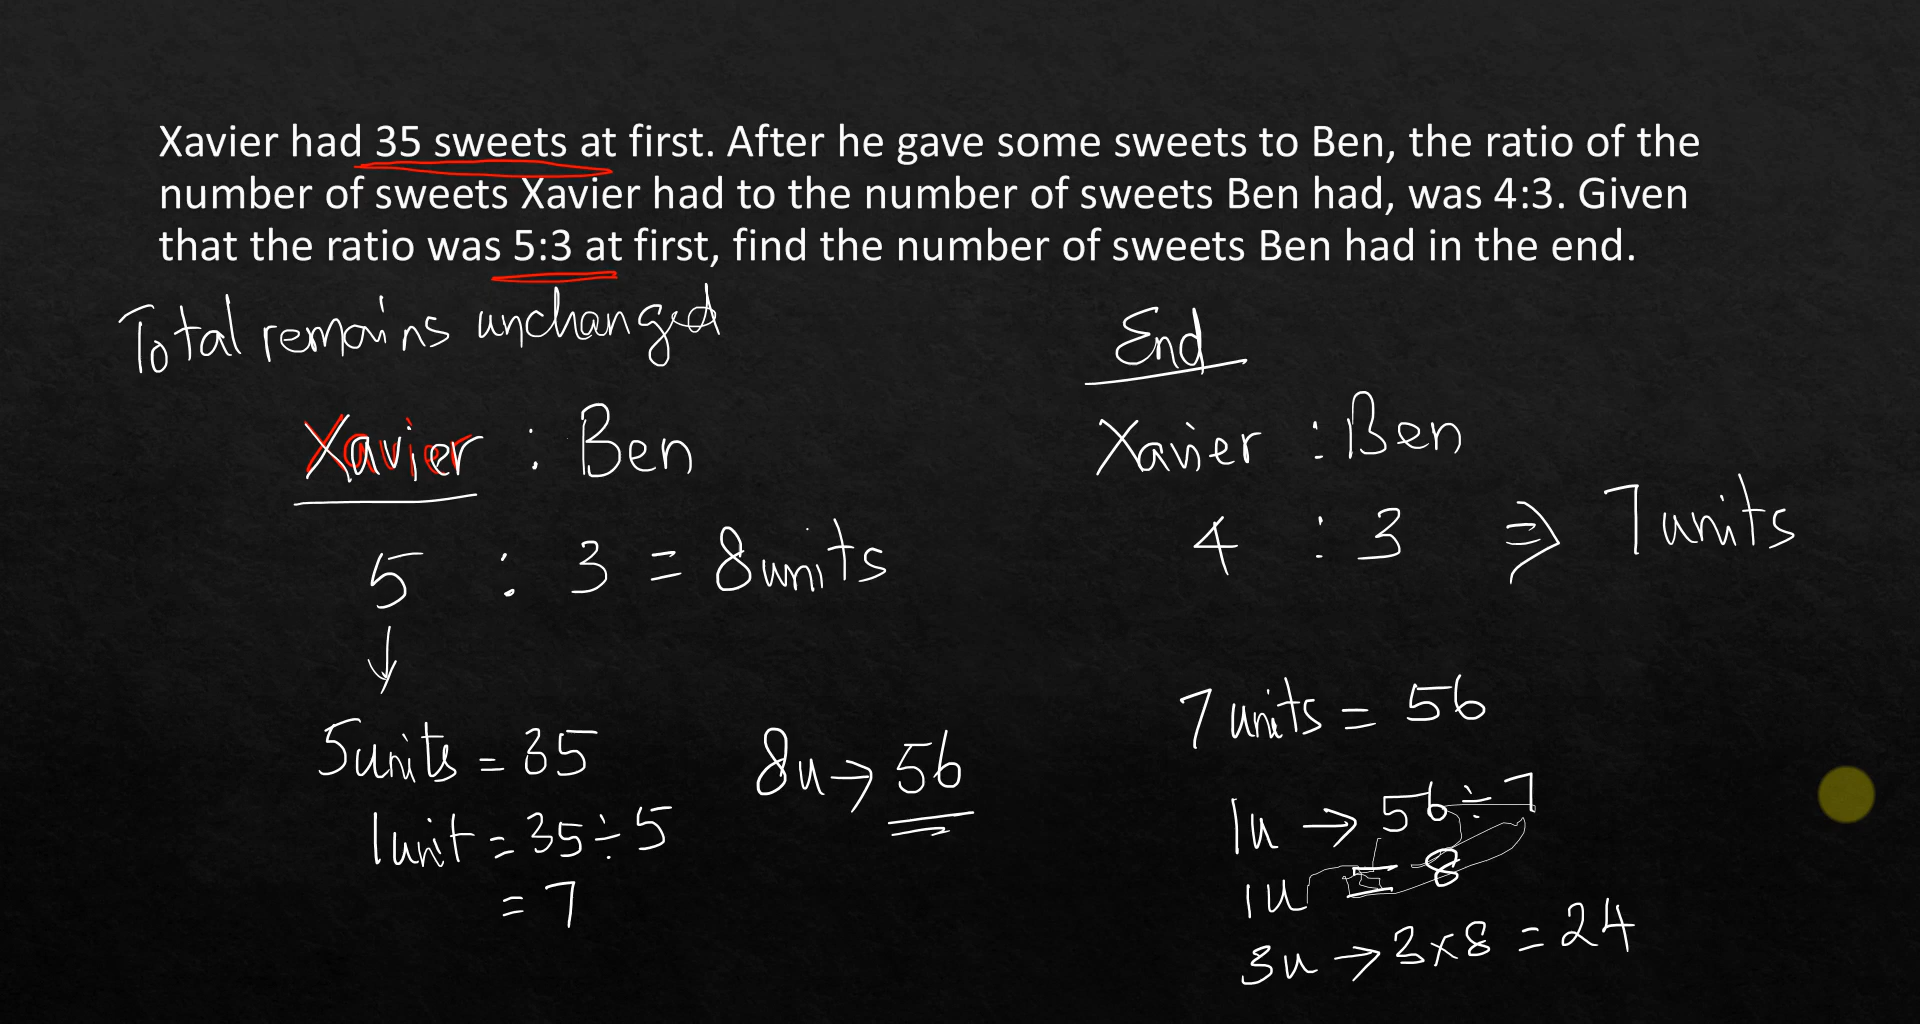 Xavier had 35 sweets at first. After he gave some sweets to Ben, the ratio of the
number of sweets Xavier had to the number of sweets Ben had, was 4:3. Given
that the ratio was 5:3 at first, find the number of sweets Ben had in the end.
Total remains unchanged
Xavier : Ben
5 : 3 = 8 units
↓
5 units = 35
1 unit = 35 ÷ 5
= 7
8u → 56
End
Xavier : Ben
4 : 3 ⇒ 7 units
7 units = 56
1u → 56 ÷ 7
1u = 8
3u → 3 × 8 = 24